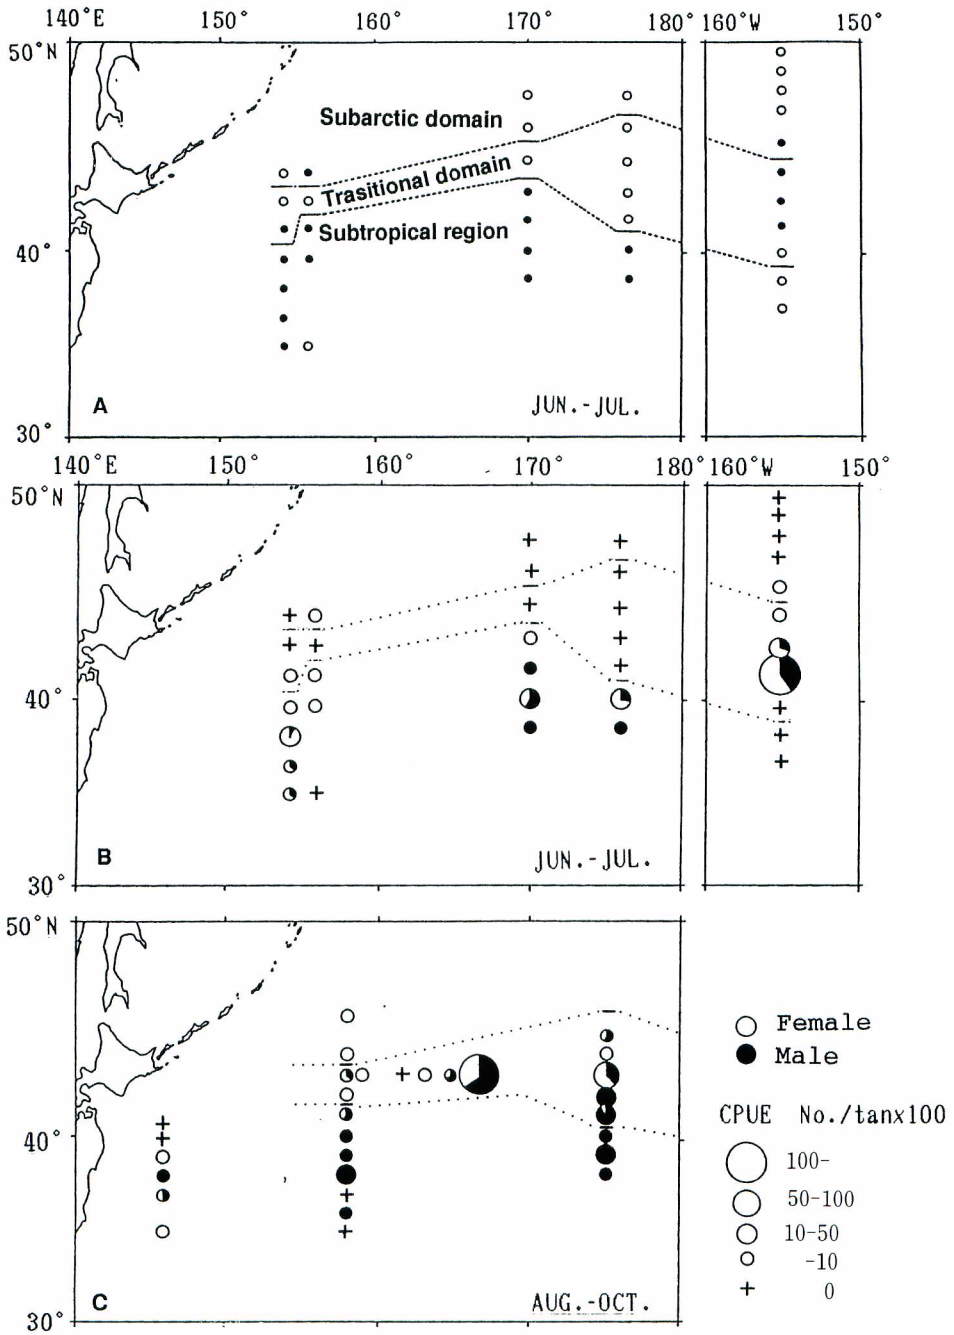 140°E 150° 160° 170° 180° 160°W 150°
50°N
Subarctic domain
Trasitional domain
Subtropical region
40°
A
JUN.-JUL.
30°
140°E 150° 160° 170° 180° 160°W 150°
50°N
40°
B
JUN.-JUL.
30°
50°N
Female
Male
CPUE No./tanx100
40°
100-
50-100
10-50
-10
+ 0
C
AUG.-OCT.
30°